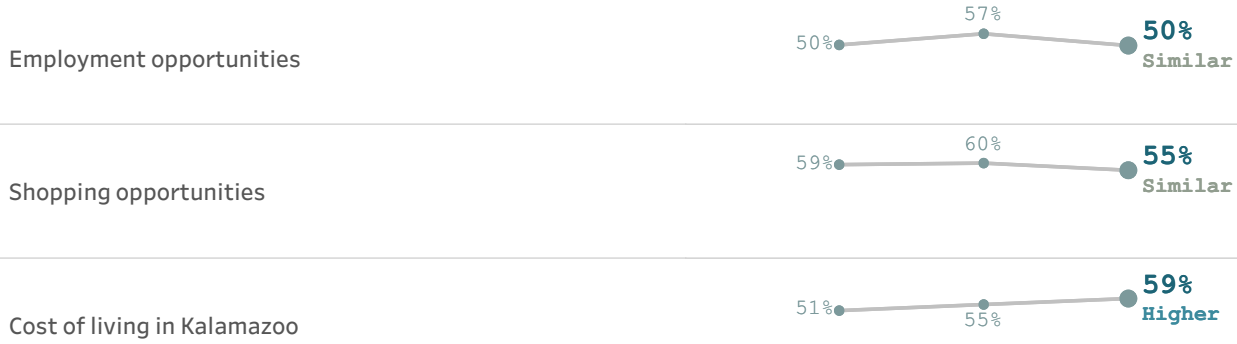 57%
50%
50%
Employment opportunities
Similar
60%
55%
59%
Shopping opportunities
Similar
59%
51%
Higher
55%
Cost of living in Kalamazoo